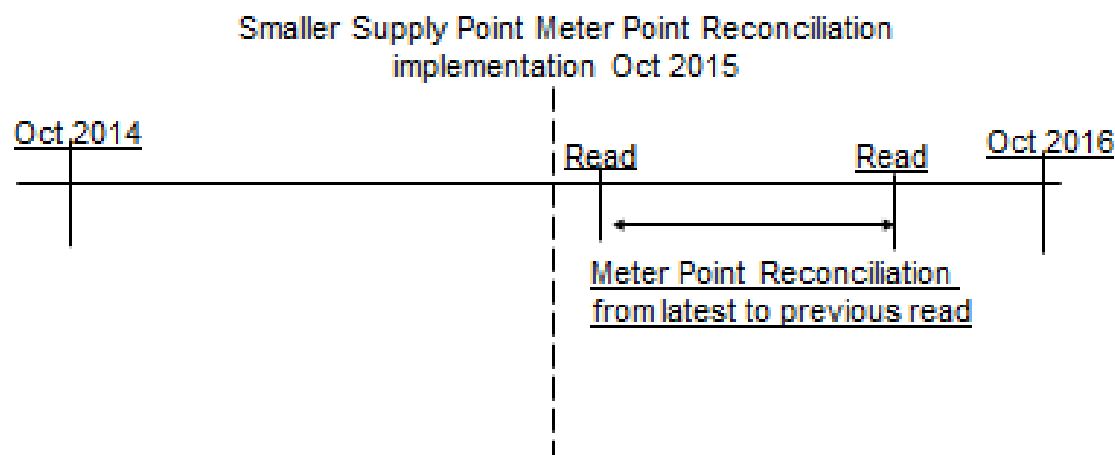 Smaller Supply Point Meter Point Reconciliation
implementation Oct 2015
Oct 2014
Read
Read
Oct 2016
Meter Point Reconciliation
from latest to previous read